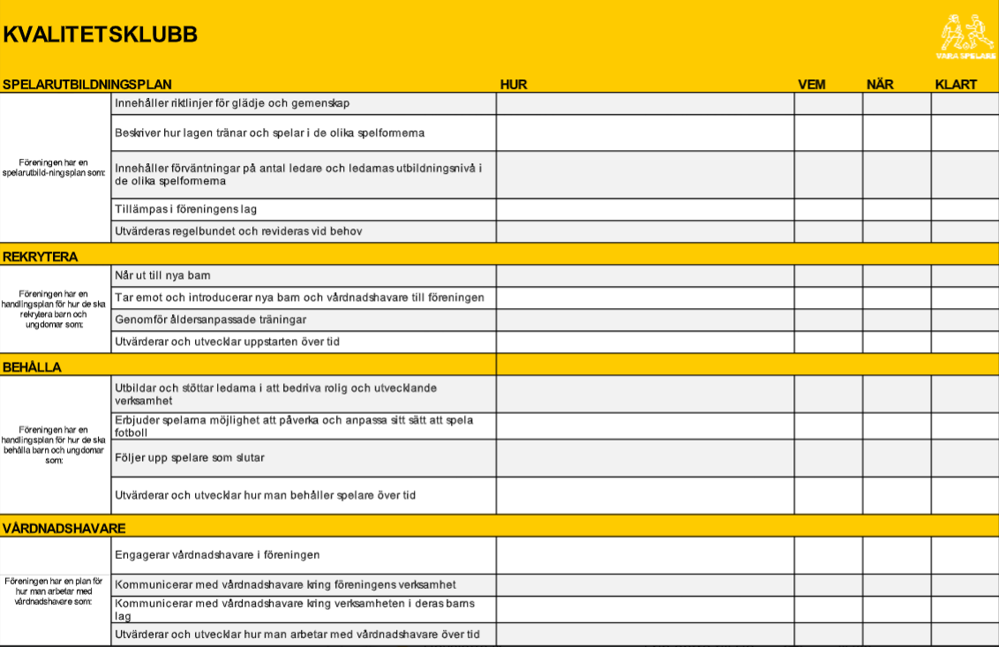 KVALITETSKLUBB
VÅRA SPELARE
SPELARUTBILDNINGSPLAN HUR VEM NÄR KLART
Föreningen har en
spelarutbild-ningsplan som:
Innehåller riktlinjer för glädje och gemenskap
Beskriver hur lagen tränar och spelar i de olika spelformerna
Innehåller förväntningar på antal ledare och ledarnas utbildningsnivå i
de olika spelformerna
Tillämpas i föreningens lag
Utvärderas regelbundet och revideras vid behov
REKRYTERA
Föreningen har en
handlingsplan för hur de ska
rekrytera barn och
ungdomar som:
Når ut till nya barn
Tar emot och introducerar nya barn och vårdnadshavare till föreningen
Genomför åldersanpassade träningar
Utvärderar och utvecklar uppstarten över tid
BEHÅLLA
Föreningen har en
handlingsplan för hur de ska
behålla barn och ungdomar
som:
Utbildar och stöttar ledarna i att bedriva rolig och utvecklande
verksamhet
Erbjuder spelarna möjlighet att påverka och anpassa sitt sätt att spela
fotboll
Följer upp spelare som slutar
Utvärderar och utvecklar hur man behåller spelare över tid
VÅRDNADSHAVARE
Föreningen har en plan för
hur man arbetar med
vårdnadshavare som:
Engagerar vårdnadshavare i föreningen
Kommunicerar med vårdnadshavare kring föreningens verksamhet
Kommunicerar med vårdnadshavare kring verksamheten i deras barns
lag
Utvärderar och utvecklar hur man arbetar med vårdnadshavare över tid